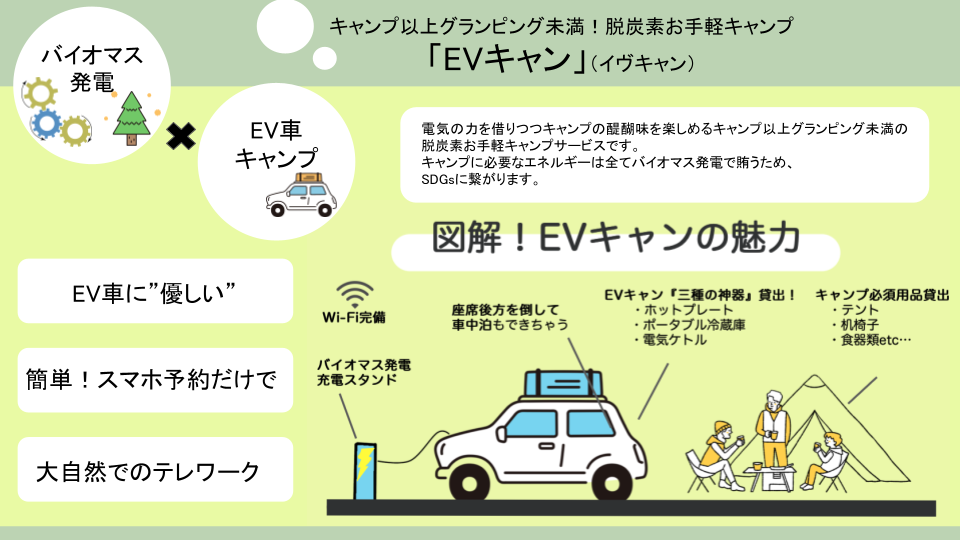 バイオマス
発電
EV車
キャンプ
キャンプ以上グランピング未満！脱炭素お手軽キャンプ
「EVキャン」（イヴキャン）
電気の力を借りつつキャンプの醍醐味を楽しめるキャンプ以上グランピング未満の
脱炭素お手軽キャンプサービスです。
キャンプに必要なエネルギーは全てバイオマス発電で賄うため、
SDGsに繋がります。
図解！EVキャンの魅力
EV車に”優しい”
簡単！スマホ予約だけで
大自然でのテレワーク
Wi-Fi完備
バイオマス発電
充電スタンド
座席後方を倒して
車中泊もできちゃう
EVキャン『三種の神器』貸出！
・ホットプレート
・ポータブル冷蔵庫
・電気ケトル
キャンプ必須用品貸出
・テント
・机椅子
・食器類etc…